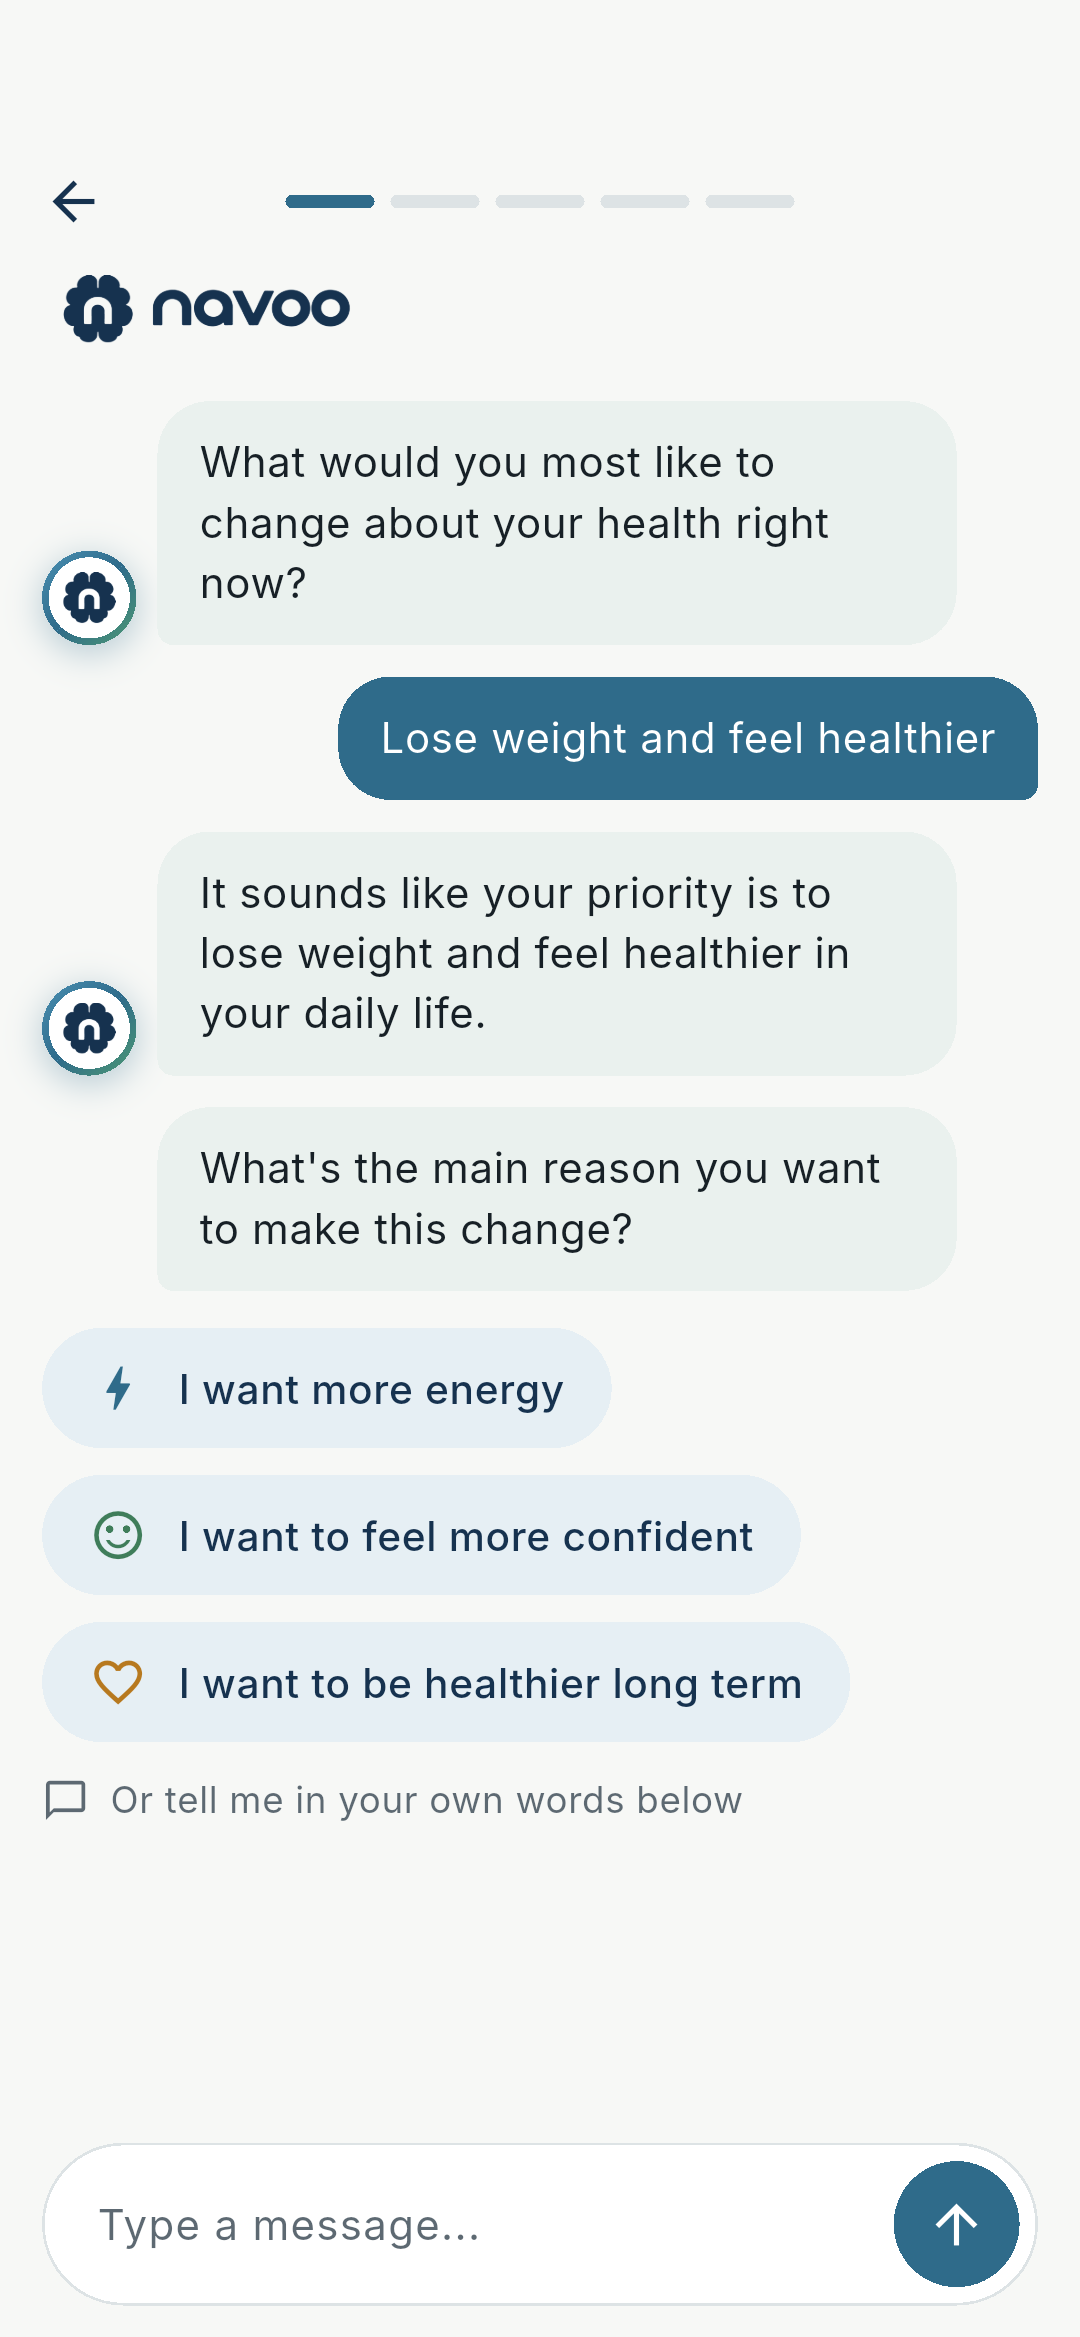 navoo
What would you most like to
change about your health right
now?
Lose weight and feel healthier
It sounds like your priority is to
lose weight and feel healthier in
your daily life.
What's the main reason you want
to make this change?
I want more energy
I want to feel more confident
I want to be healthier long term
Or tell me in your own words below
Type a message...